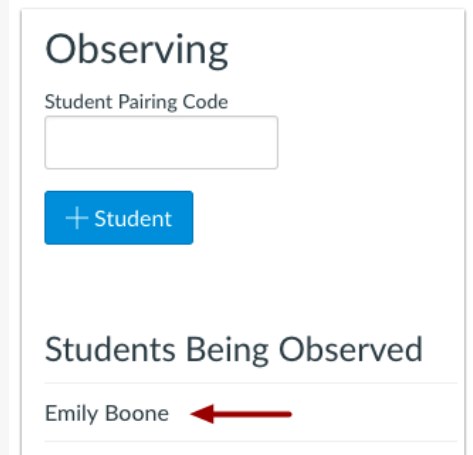 Observing
Student Pairing Code
+ Student
Students Being Observed
Emily Boone